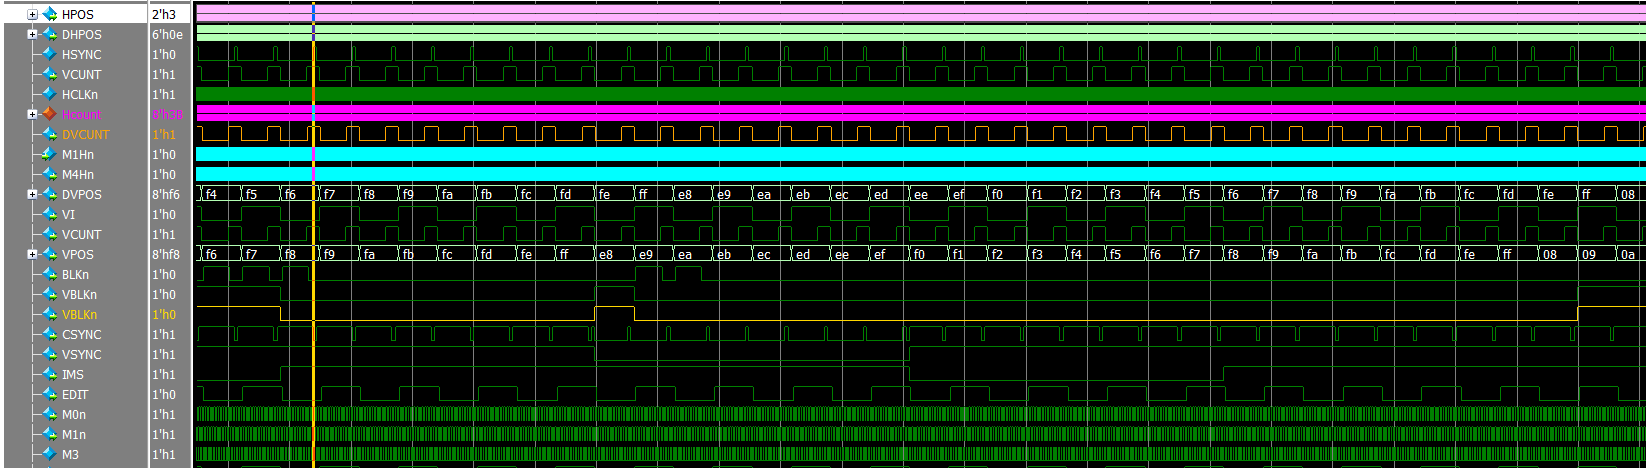 HPOS 2'h3
DHPOS 6'h0e
HSYNC 1'h0
VCUNT 1'h1
HCLKn 1'h1
Hcount 8'h38
DVCUNT 1'h1
M1Hn 1'h0
M4Hn 1'h0
DVPOS 8'hf6 f4 f5 f6 f7 f8 f9 fa fb fc fd fe ff e8 e9 ea eb ec ed ee ef f0 f1 f2 f3 f4 f5 f6 f7 f8 f9 fa fb fc fd fe ff 08
VI 1'h0
VCUNT 1'h1
VPOS 8'hf8 f6 f7 f8 f9 fa fb fc fd fe ff e8 e9 ea eb ec ed ee ef f0 f1 f2 f3 f4 f5 f6 f7 f8 f9 fa fb fc fd fe ff 08 09 0a
BLKn 1'h0
VBLKn 1'h0
VBLKn 1'h0
CSYNC 1'h1
VSYNC 1'h1
IMS 1'h1
EDIT 1'h0
M0n 1'h1
M1n 1'h1
M3 1'h1